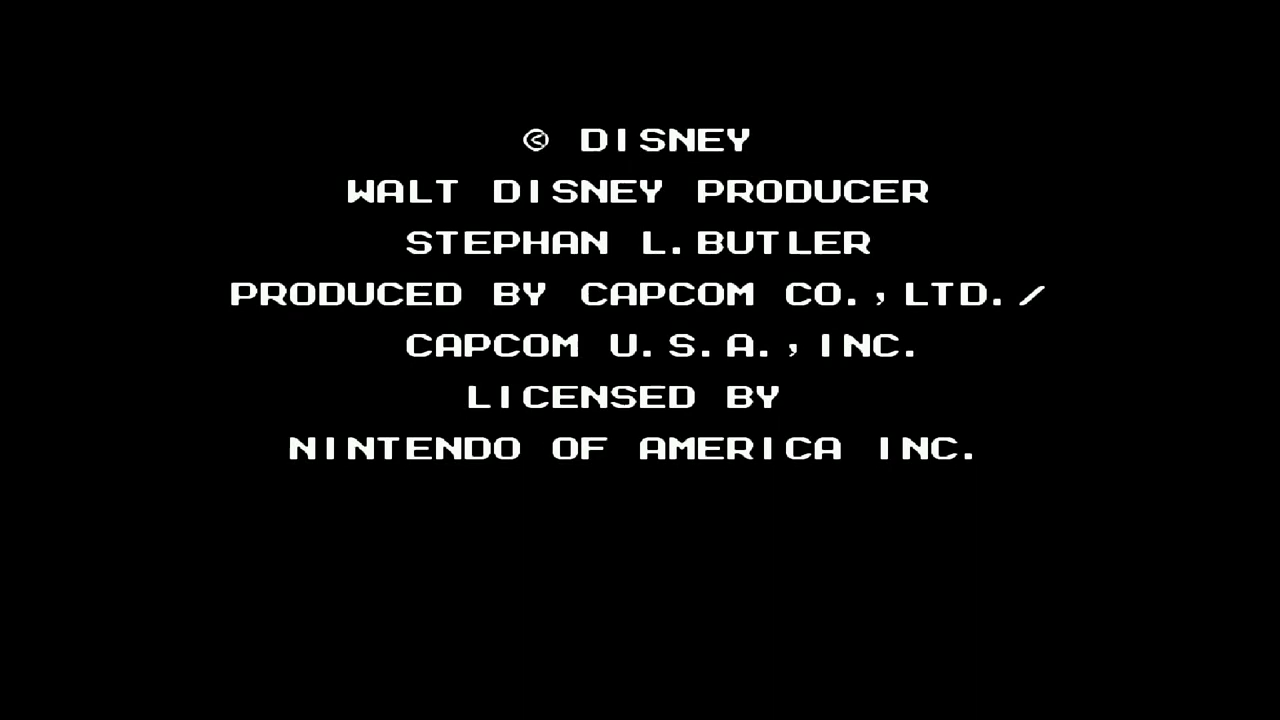 © DISNEY
WALT DISNEY PRODUCER
STEPHAN L.BUTLER
PRODUCED BY CAPCOM CO.,LTD./
CAPCOM U.S.A.,INC.
LICENSED BY
NINTENDO OF AMERICA INC.